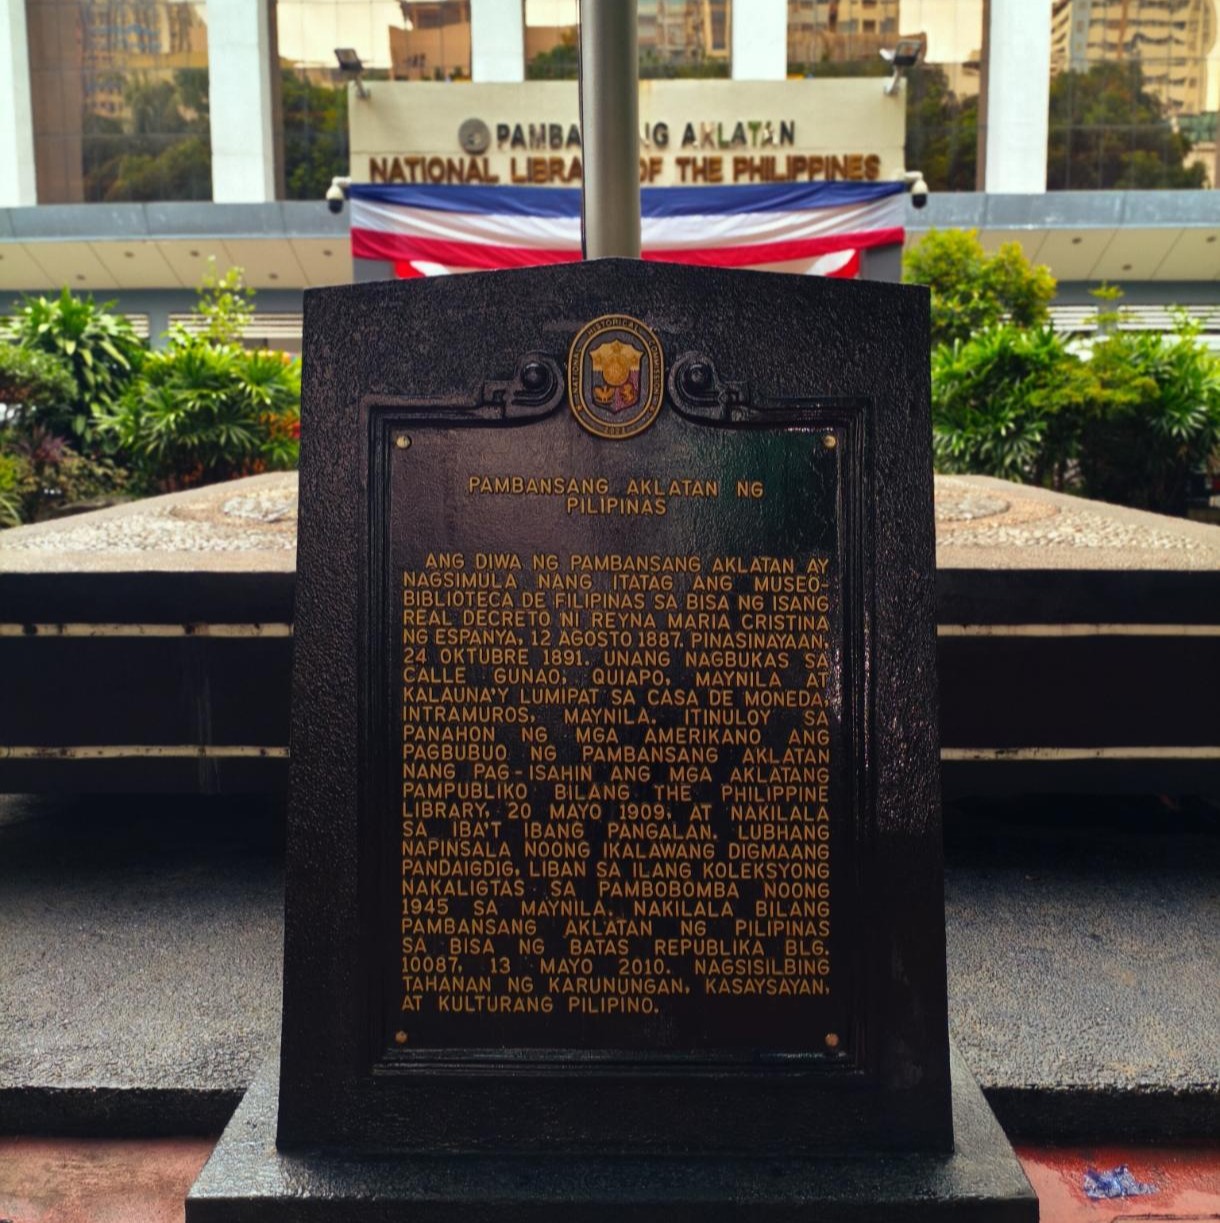 PAMBA NG AKLATAN
NATIONAL LIBRA OF THE PHILIPPINES
NATIONAL HISTORICAL COMMISSION
PAMBANSANG AKLATAN NG
PILIPINAS
ANG DIWA NG PAMBANSANG AKLATAN AY
NAGSIMULA NANG ITATAG ANG MUSEO-
BIBLIOTECA DE FILIPINAS SA BISA NG ISANG
REAL DECRETO NI REYNA MARIA CRISTINA
NG ESPANYA, 12 AGOSTO 1887. PINASINAYAAN,
24 OKTUBRE 1891. UNANG NAGBUKAS SA
CALLE GUNAO, QUIAPO, MAYNILA AT
KALAUNA'Y LUMIPAT SA CASA DE MONEDA,
INTRAMUROS, MAYNILA. ITINULOY SA
PANAHON NG MGA AMERIKANO ANG
PAGBUBUO NG PAMBANSANG AKLATAN
NANG PAG-ISAHIN ANG MGA AKLATANG
PAMPUBLIKO BILANG THE PHILIPPINE
LIBRARY, 20 MAYO 1909, AT NAKILALA
SA IBA'T IBANG PANGALAN. LUBHANG
NAPINSALA NOONG IKALAWANG DIGMAANG
PANDAIGDIG, LIBAN SA ILANG KOLEKSYONG
NAKALIGTAS SA PAMBOBOMBA NOONG
1945 SA MAYNILA. NAKILALA BILANG
PAMBANSANG AKLATAN NG PILIPINAS
SA BISA NG BATAS REPUBLIKA BLG.
10087, 13 MAYO 2010. NAGSISILBING
TAHANAN NG KARUNUNGAN, KASAYSAYAN,
AT KULTURANG PILIPINO.